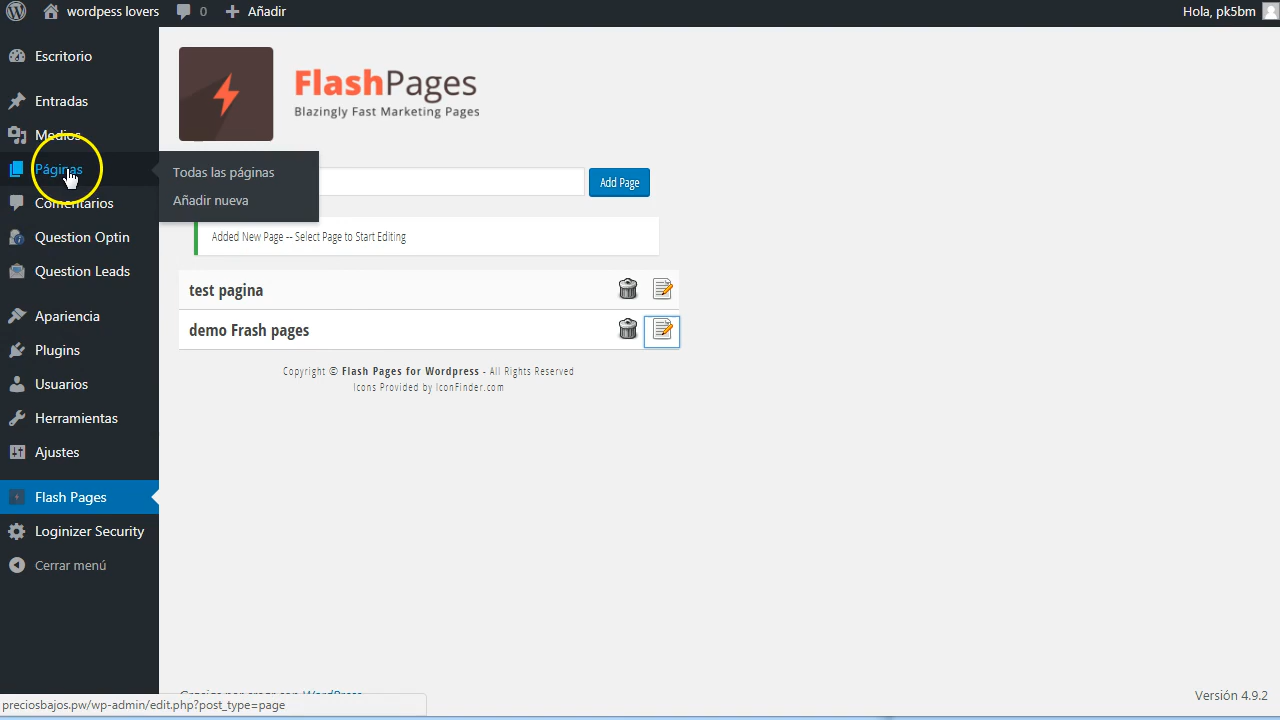 wordpess lovers
0
Añadir
Hola, pk5bm
Escritorio
Entradas
Medios
Páginas
Comentarios
Question Optin
Question Leads
Apariencia
Plugins
Usuarios
Herramientas
Ajustes
Flash Pages
Loginizer Security
Cerrar menú
Todas las páginas
Añadir nueva
FlashPages
Blazingly Fast Marketing Pages
Add Page
Added New Page -- Select Page to Start Editing
test pagina
demo Frash pages
Copyright © Flash Pages for Wordpress - All Rights Reserved
Icons Provided by IconFinder.com
WordPress
Versión 4.9.2
preciosbajos.pw/wp-admin/edit.php?post_type=page